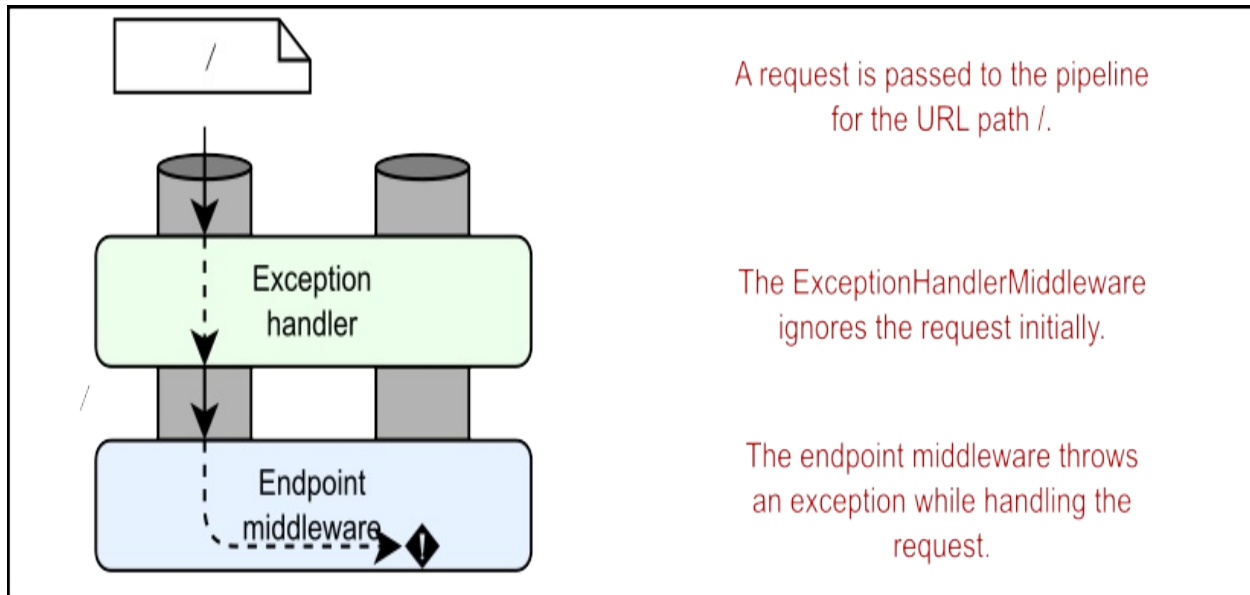 /
A request is passed to the pipeline
for the URL path /.
Exception
handler
The ExceptionHandlerMiddleware
ignores the request initially.
/
Endpoint
middleware
!
The endpoint middleware throws
an exception while handling the
request.